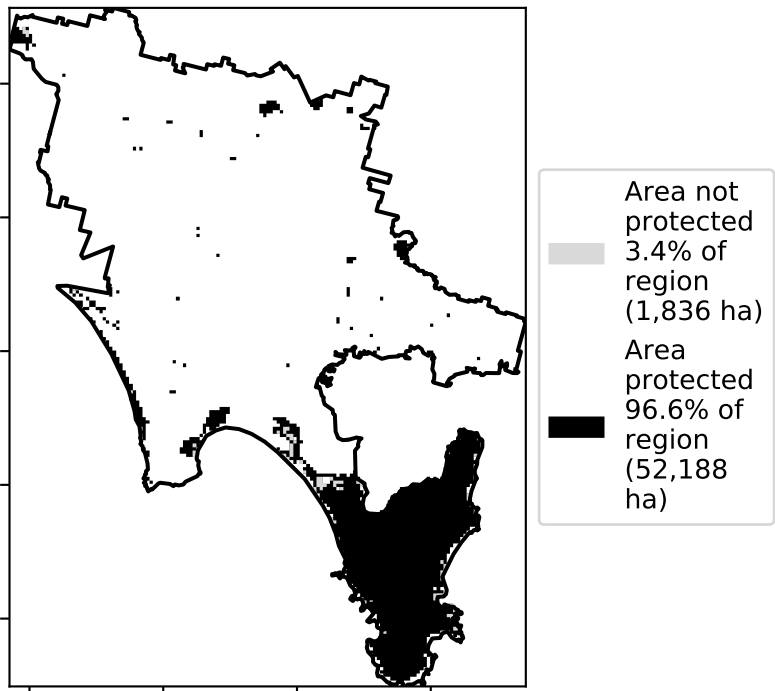 Area not
protected
3.4% of
region
(1,836 ha)
Area
protected
96.6% of
region
(52,188
ha)